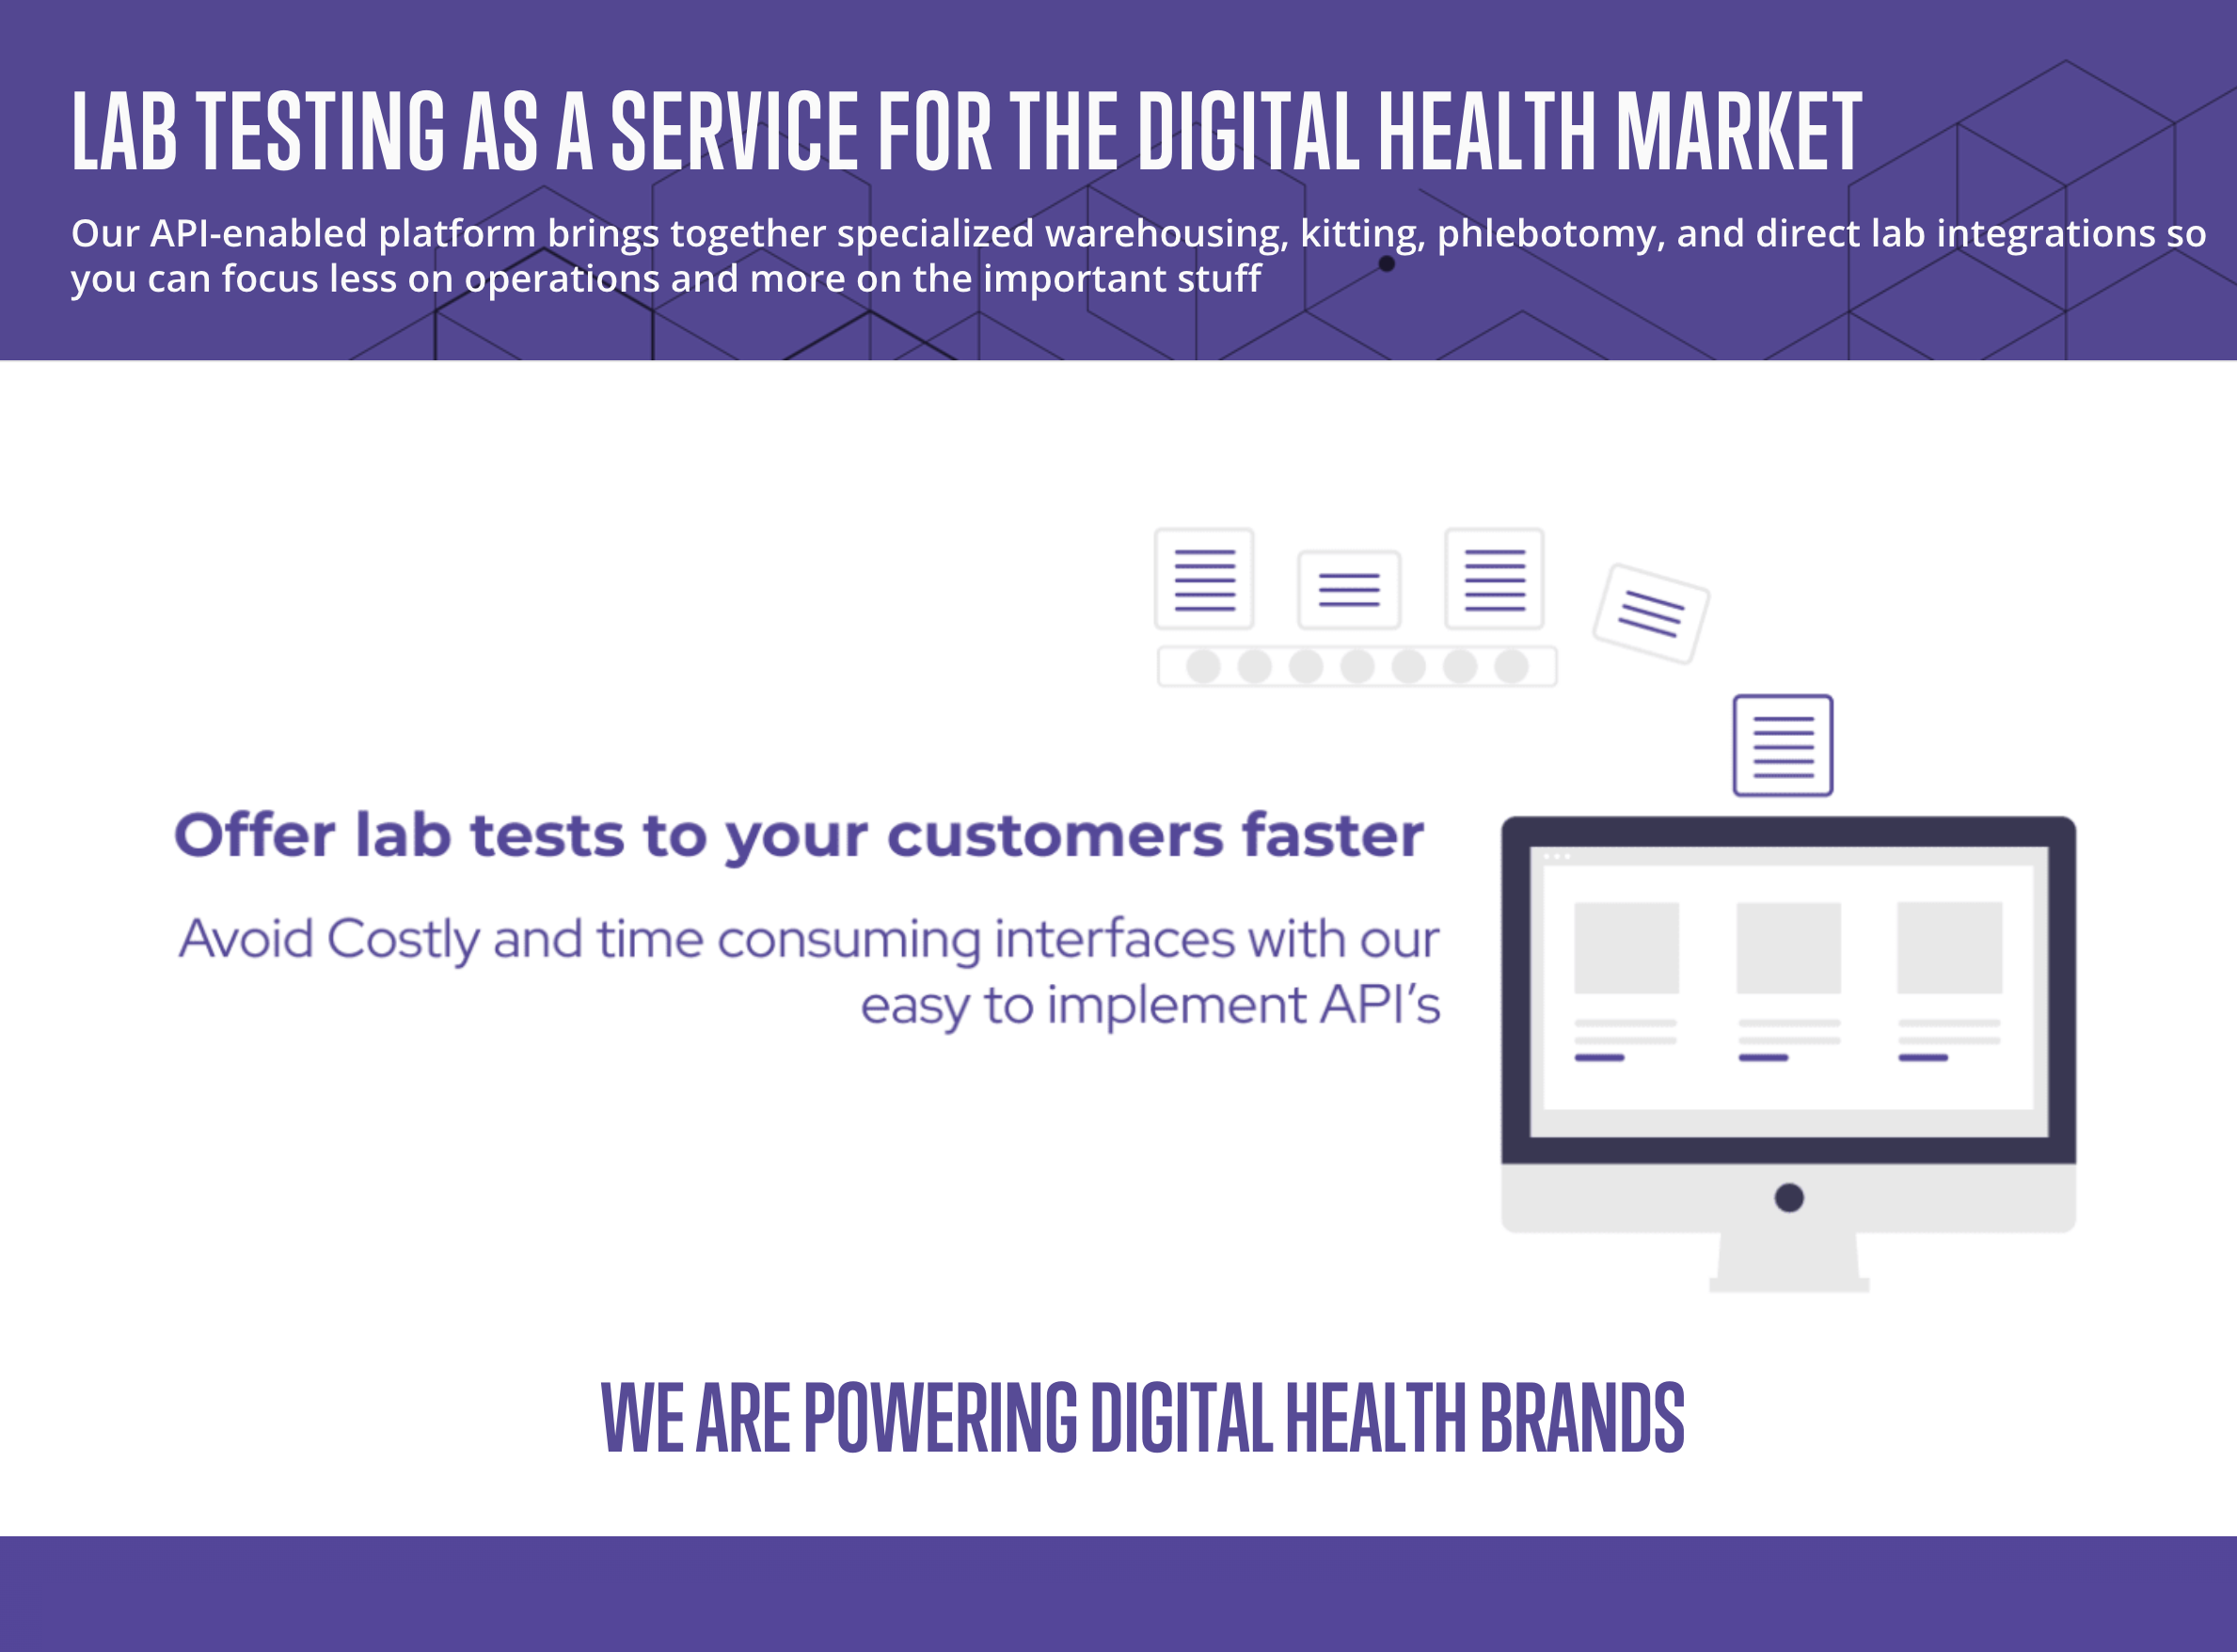 LAB TESTING AS A SERVICE FOR THE DIGITAL HEALTH MARKET
Our API-enabled platform brings together specialized warehousing, kitting, phlebotomy, and direct lab integrations so
you can focus less on operations and more on the important stuff
Offer lab tests to your customers faster
Avoid Costly and time consuming interfaces with our
easy to implement API’s
WE ARE POWERING DIGITAL HEALTH BRANDS